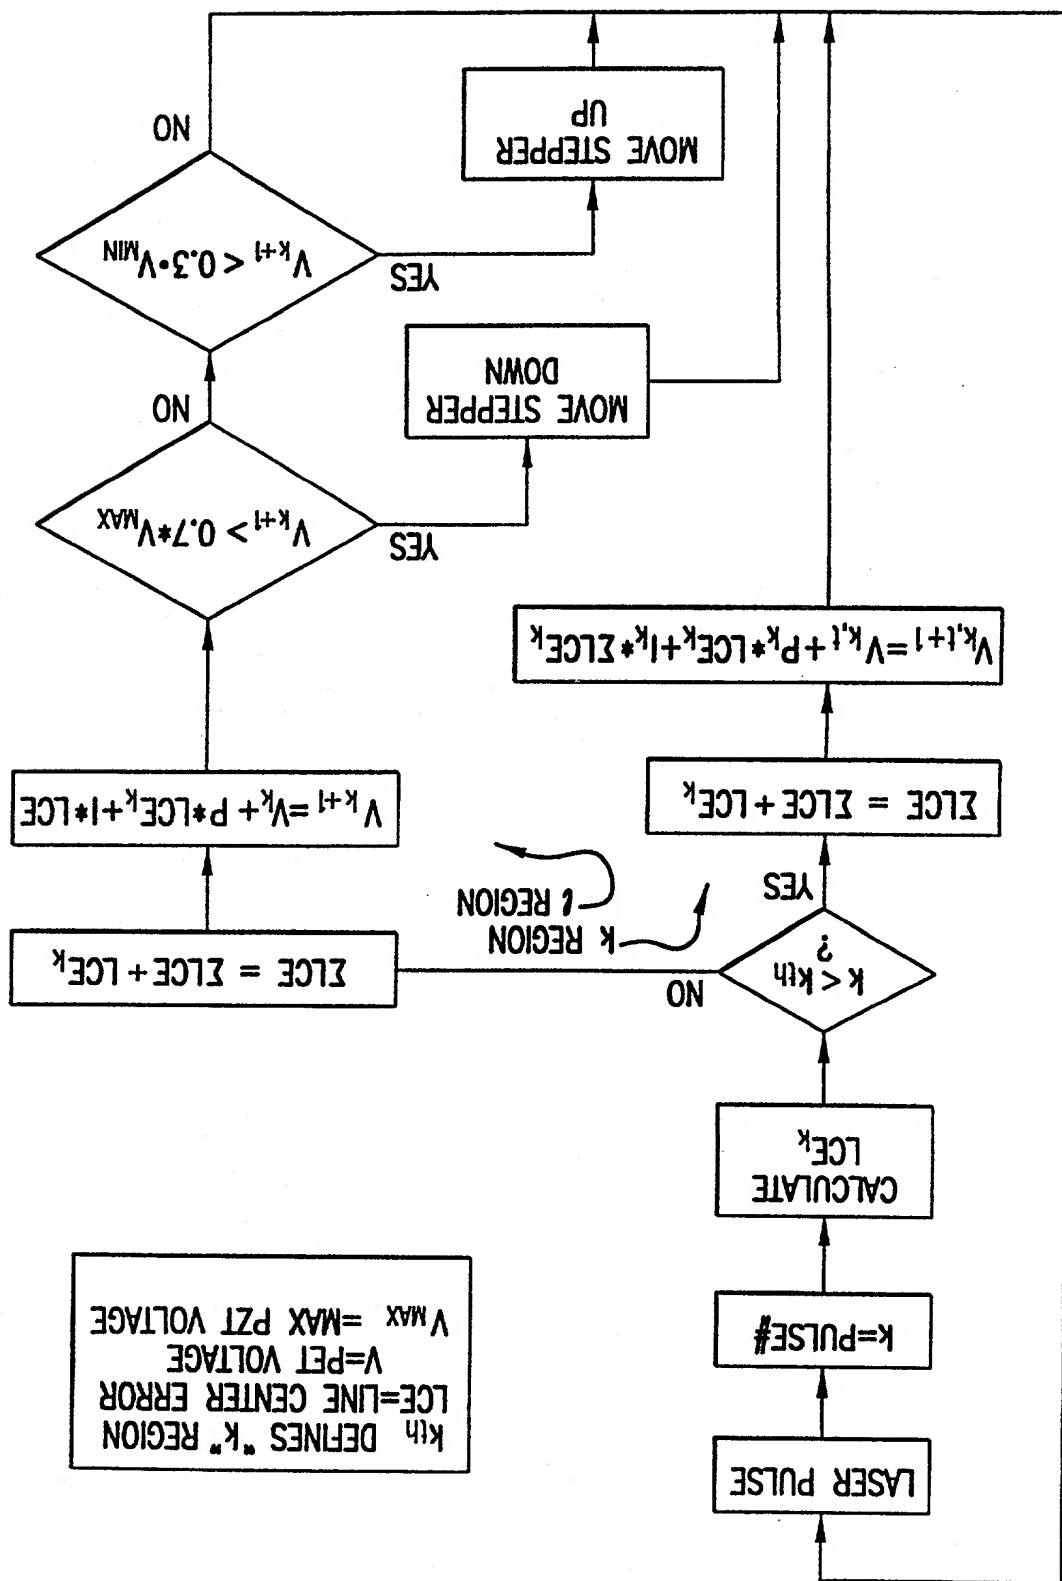 LASER PULSE
k=PULSE#
CALCULATE
LCEₖ
k_th DEFINES "k" REGION
LCE=LINE CENTER ERROR
V=PET VOLTAGE
V_MAX =MAX PZT VOLTAGE
k < k_th
?
NO
YES
k REGION
l REGION
ΣLCE = ΣLCE + LCE_k
V_k,t+1 =V_k,t + P_k*LCE_k+I_k*ΣLCE_k
ΣLCE = ΣLCE + LCE_k
V_k+1 =V_k + P*LCE_k+I*LCE
V_k+1 > 0.7*V_MAX
YES
NO
MOVE STEPPER
DOWN
V_k+1 < 0.3•V_MIN
YES
NO
MOVE STEPPER
UP